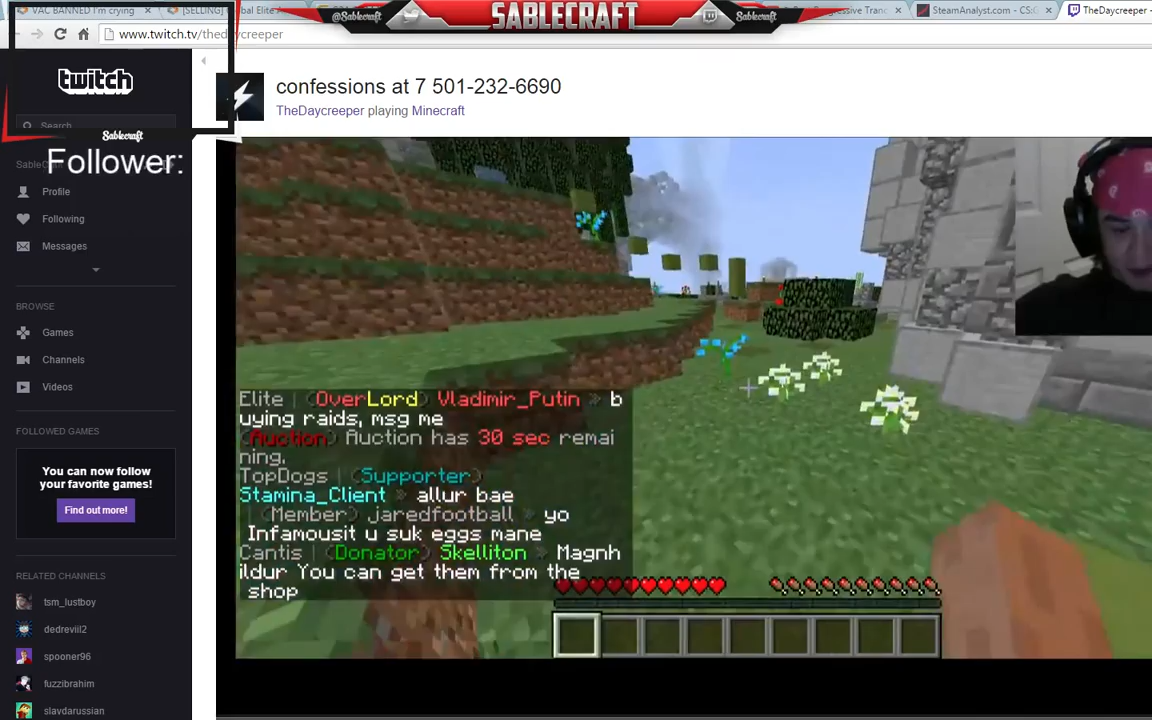 VAC BANNED I'm crying
[SELLING] Global Elite A
SABLECRAFT
@Sablecraft
Sablecraft
SteamAnalyst.com - CS:G
TheDaycreeper
www.twitch.tv/thedaycreeper
twitch
confessions at 7 501-232-6690
TheDaycreeper playing Minecraft
Search
Sablecraft
Follower:
Profile
Following
Messages
BROWSE
Games
Channels
Videos
FOLLOWED GAMES
You can now follow
your favorite games!
Find out more!
RELATED CHANNELS
tsm_lustboy
dedreviil2
spooner96
fuzzibrahim
slavdarussian
Elite | (OverLord) Vladimir_Putin » b
uying raids, msg me
(Auction) Auction has 30 sec remai
ning.
TopDogs | (Supporter)
Stamina_Client » allur bae
| (Member) jaredfootball » yo
Infamousit u suk eggs mane
Cantis | (Donator) Skelliton » Magnh
ildur You can get them from the
shop